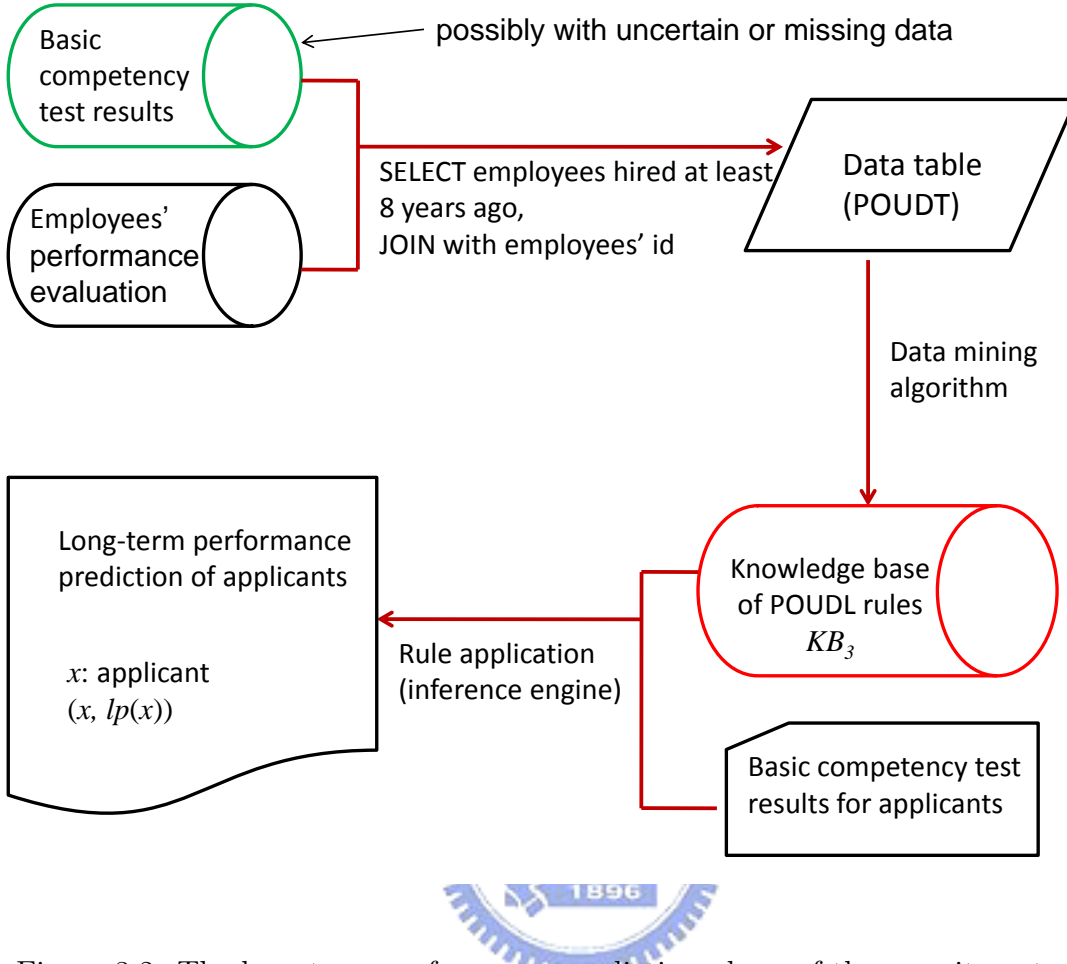 Basic
competency
test results
possibly with uncertain or missing data
Employees’
performance
evaluation
SELECT employees hired at least
8 years ago,
JOIN with employees’ id
Data table
(POUDT)
Data mining
algorithm
Long-term performance
prediction of applicants
x: applicant
(x, lp(x))
Rule application
(inference engine)
Knowledge base
of POUDL rules
KB3
Basic competency test
results for applicants
1896